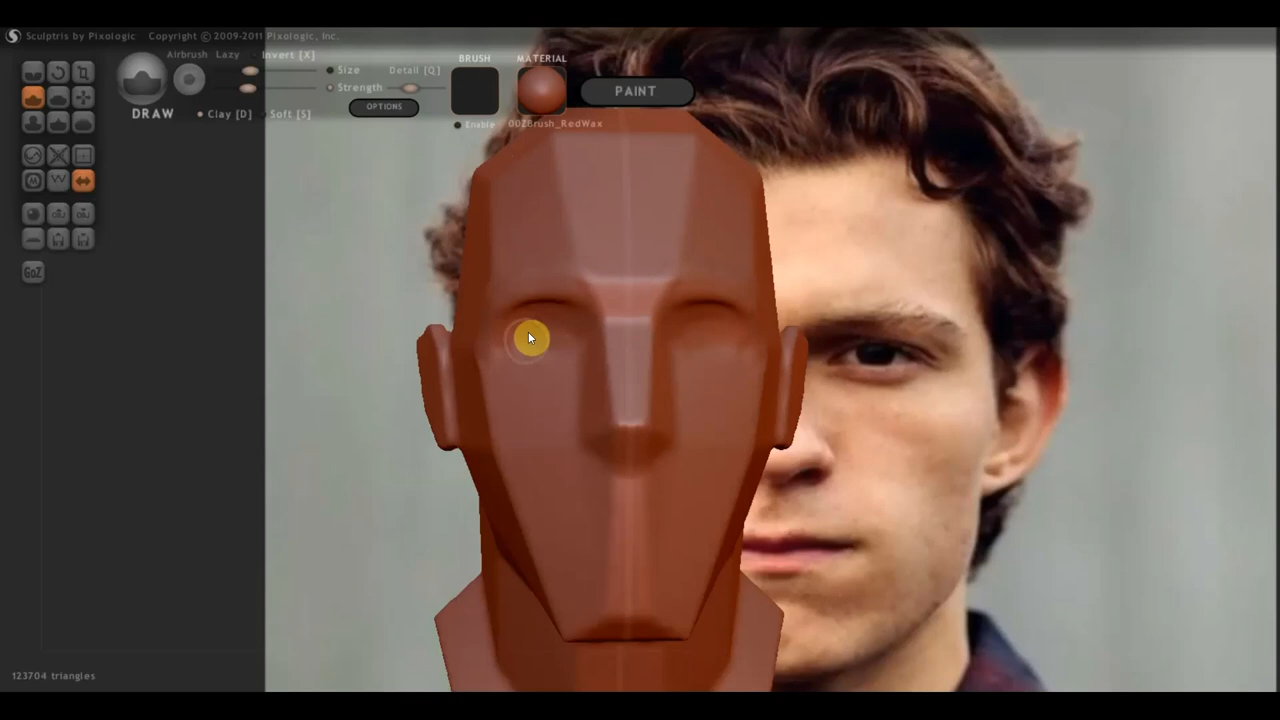 Sculptris by Pixologic Copyright © 2009-2011 Pixologic, Inc.
Airbrush Lazy Invert [X]
BRUSH MATERIAL
Size Detail [Q]
Strength
PAINT
OPTIONS
DRAW Clay [D] Soft [S]
Enable 00ZBrush_RedWax
GoZ
123704 triangles